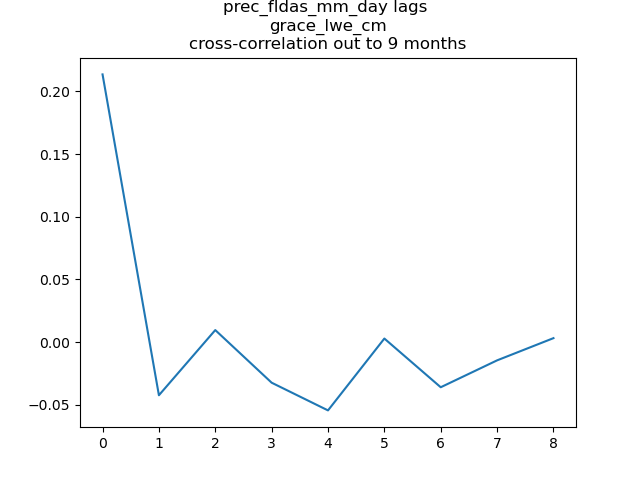 prec_fldas_mm_day lags
grace_lwe_cm
cross-correlation out to 9 months
0.20
0.15
0.10
0.05
0.00
−0.05
0 1 2 3 4 5 6 7 8